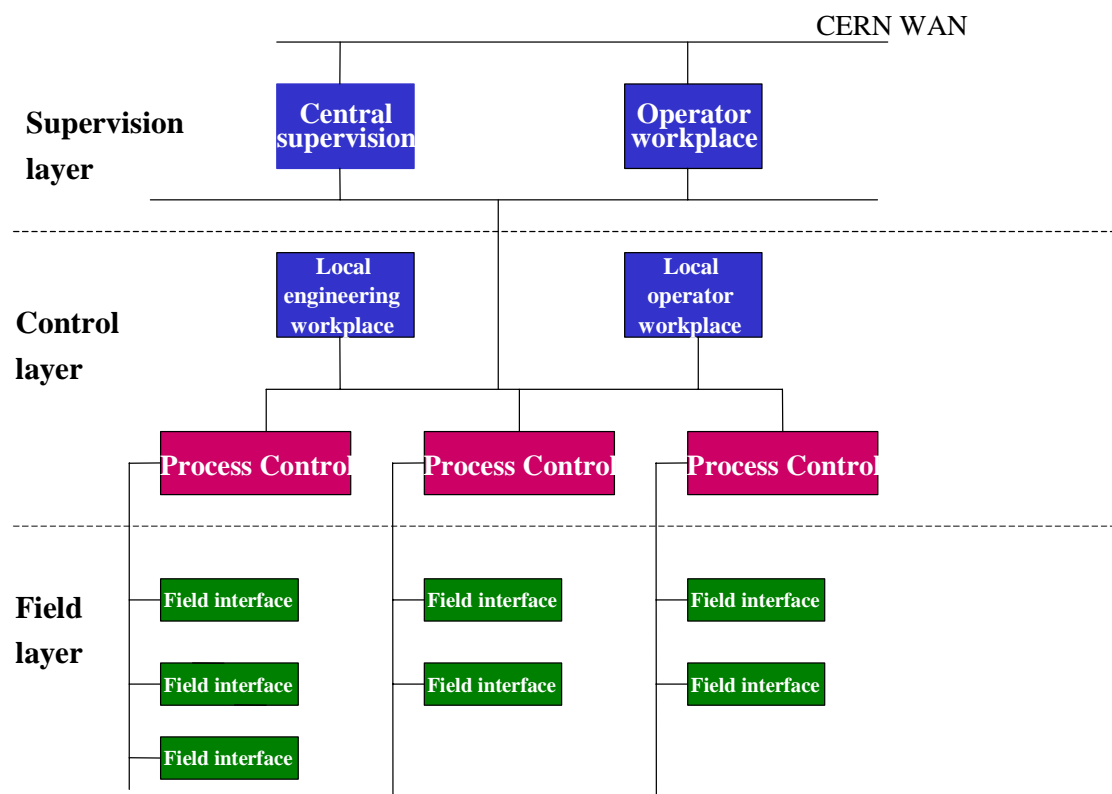 CERN WAN
Supervision
layer
Central
supervision
Operator
workplace
Control
layer
Local
engineering
workplace
Local
operator
workplace
Process Control
Process Control
Process Control
Field
layer
Field interface
Field interface
Field interface
Field interface
Field interface
Field interface
Field interface